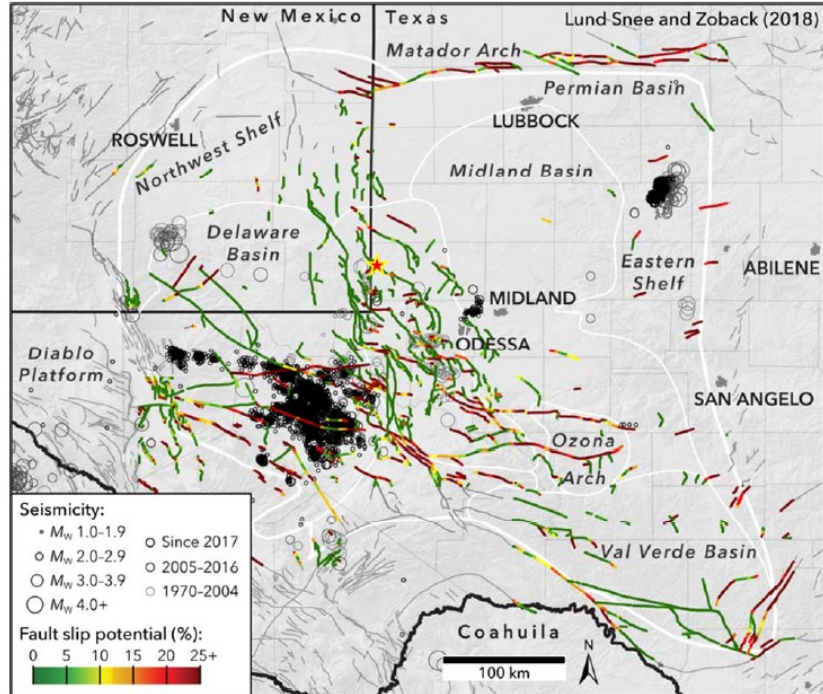 New Mexico
Texas
Lund Snee and Zoback (2018)
Matador Arch
Permian Basin
LUBBOCK
ROSWELL
Northwest Shelf
Midland Basin
Delaware
Basin
Eastern
Shelf
ABILENE
MIDLAND
ODESSA
Diablo
Platform
SAN ANGELO
Ozona
Arch
Val Verde Basin
Seismicity:
Mw 1.0-1.9
Mw 2.0-2.9
Mw 3.0-3.9
Mw 4.0+
Since 2017
2005-2016
1970-2004
Fault slip potential (%):
0 5 10 15 20 25+
Coahuila
100 km
N